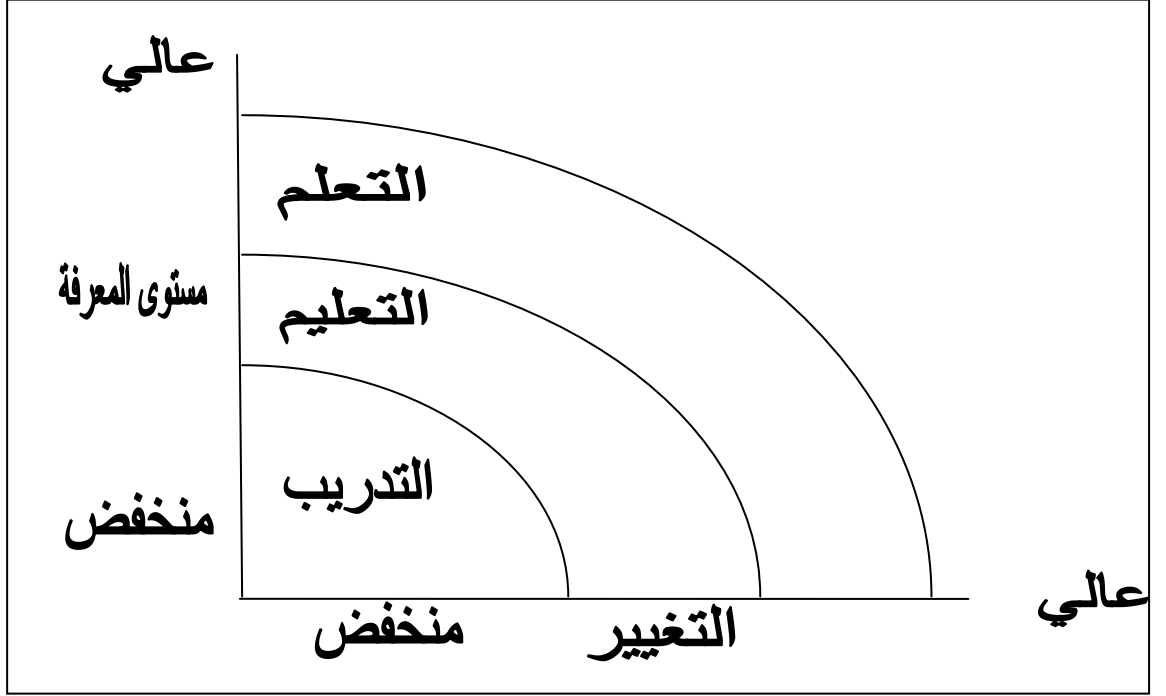 عالي
التعلم
مستوى المعرفة
التعليم
التدريب
منخفض
عالي
التغيير
منخفض